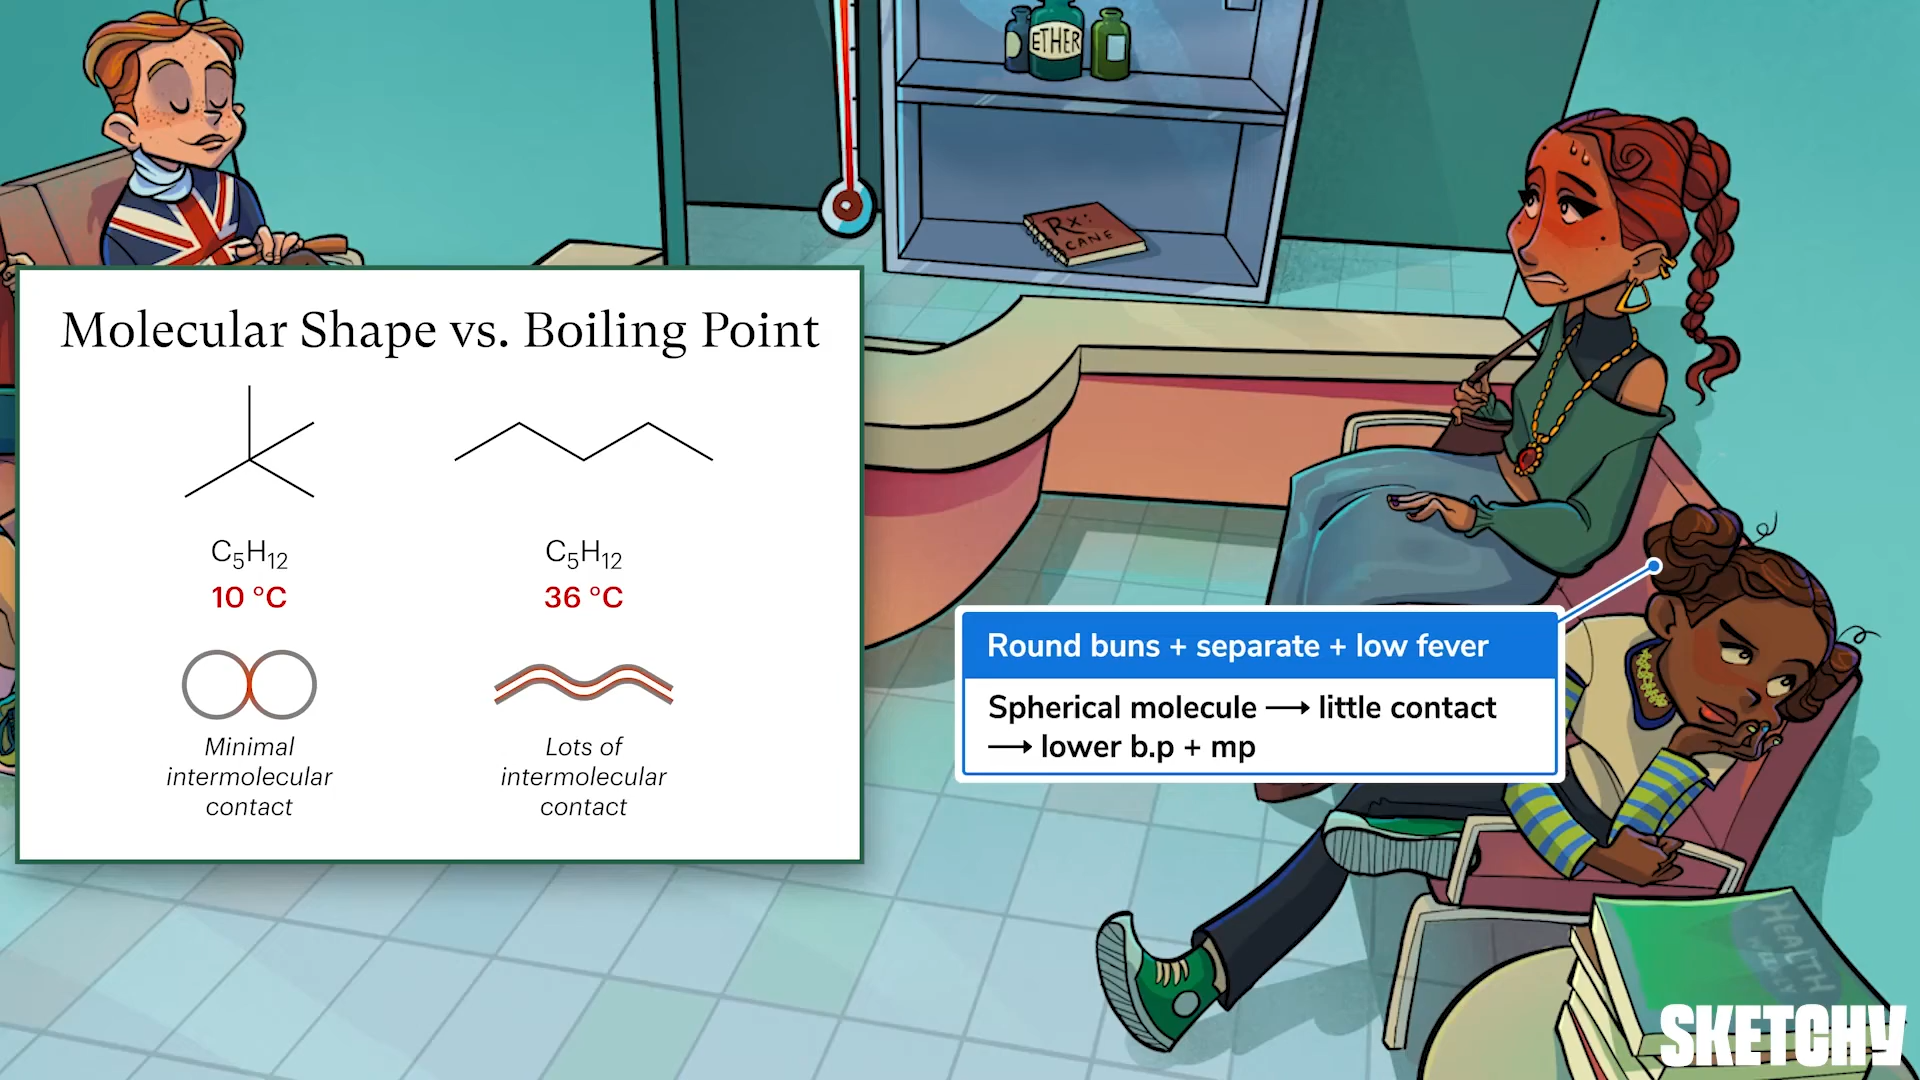 ETHER
Rx:
CANE
Molecular Shape vs. Boiling Point
C₅H₁₂
C₅H₁₂
10 °C
36 °C
Minimal
intermolecular
contact
Lots of
intermolecular
contact
Round buns + separate + low fever
Spherical molecule → little contact
→ lower b.p + mp
HEALTH
WEEKLY
SKETCHY